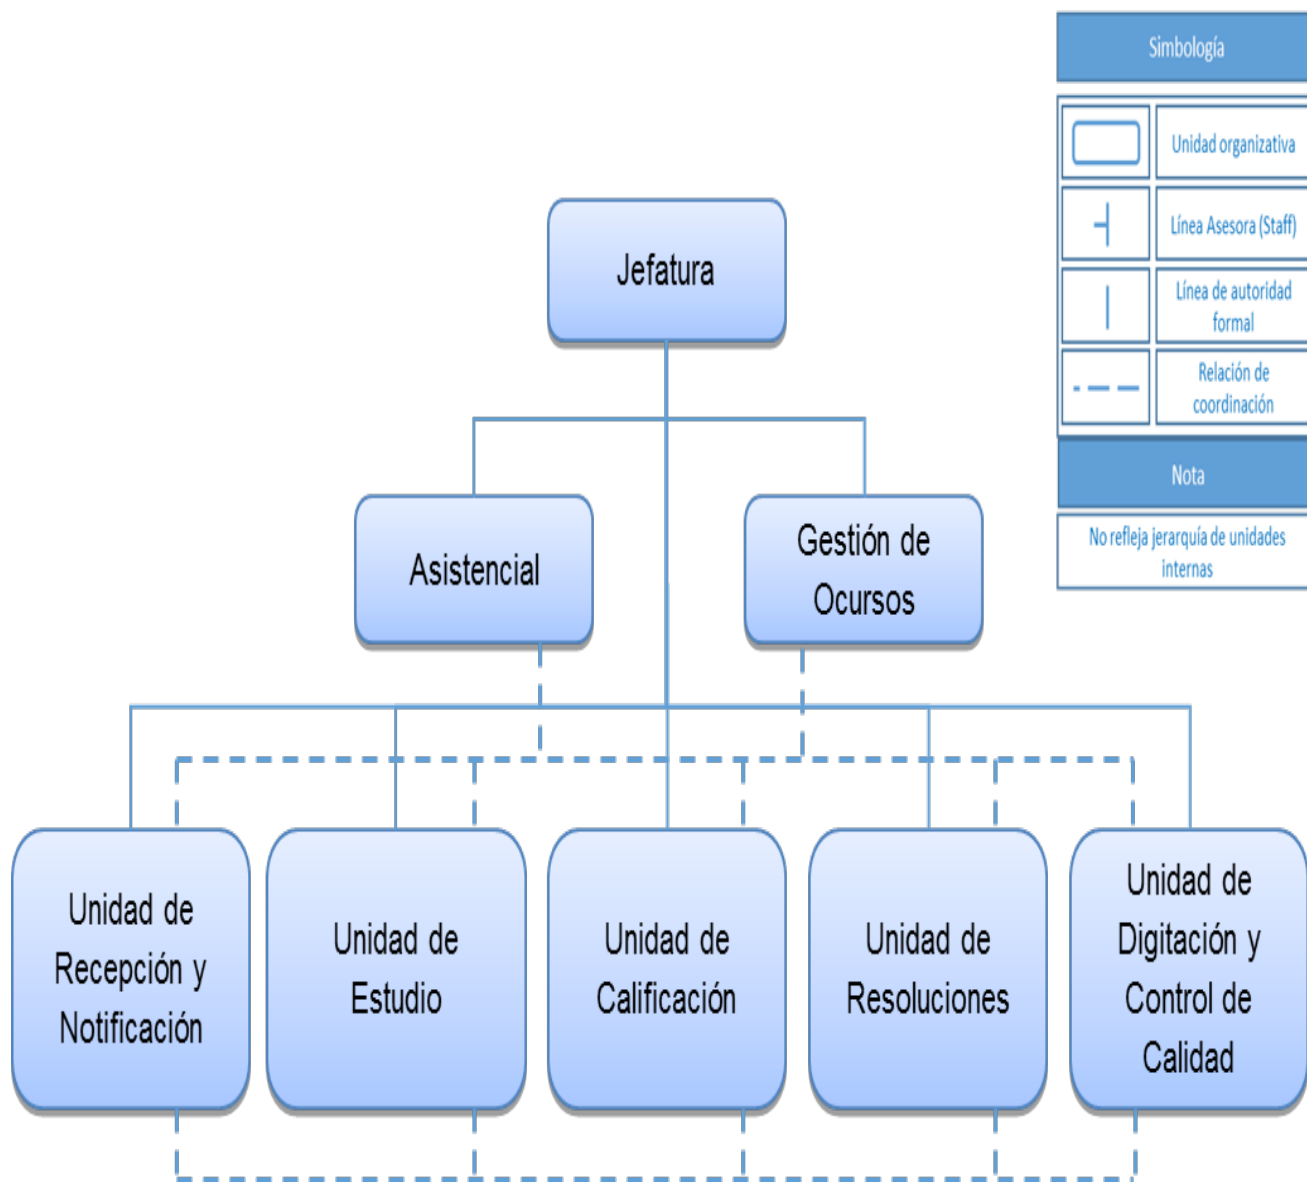 Simbología
Unidad organizativa
Línea Asesora (Staff)
Línea de autoridad
formal
Relación de
coordinación
Nota
No refleja jerarquía de unidades
internas
Jefatura
Asistencial
Gestión de
Ocursos
Unidad de
Recepción y
Notificación
Unidad de
Estudio
Unidad de
Calificación
Unidad de
Resoluciones
Unidad de
Digitación y
Control de
Calidad